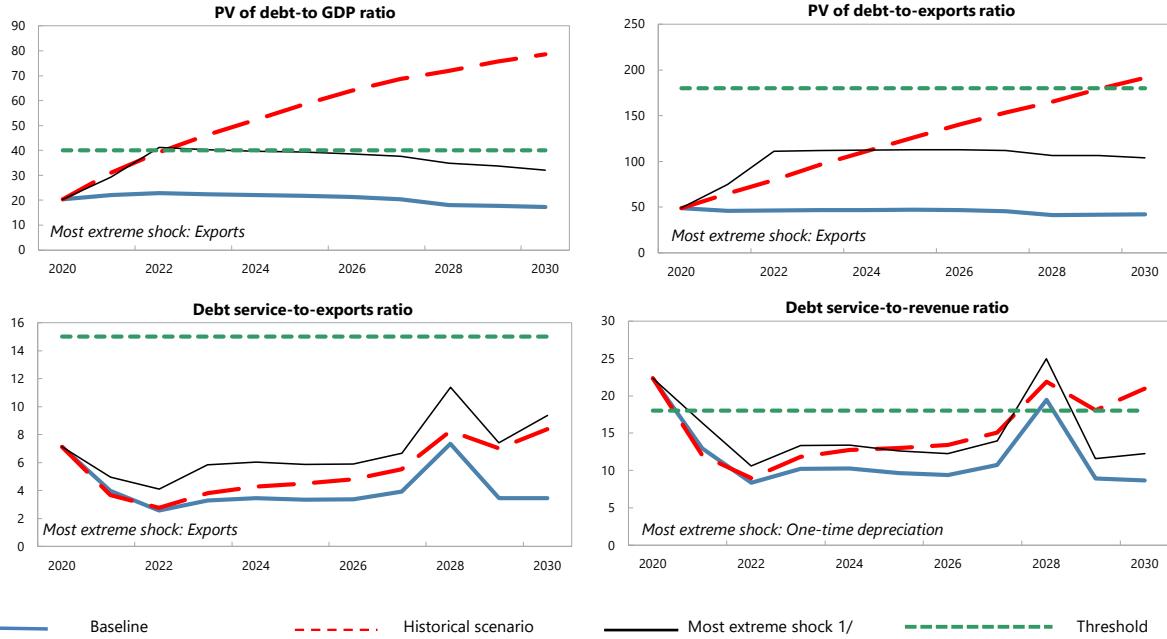 PV of debt-to GDP ratio
90
80
70
60
50
40
30
20
10
0
Most extreme shock: Exports
2020 2022 2024 2026 2028 2030
PV of debt-to-exports ratio
250
200
150
100
50
0
Most extreme shock: Exports
2020 2022 2024 2026 2028 2030
Debt service-to-exports ratio
16
14
12
10
8
6
4
2
0
Most extreme shock: Exports
2020 2022 2024 2026 2028 2030
Debt service-to-revenue ratio
30
25
20
15
10
5
0
Most extreme shock: One-time depreciation
2020 2022 2024 2026 2028 2030
Baseline Historical scenario Most extreme shock 1/ Threshold